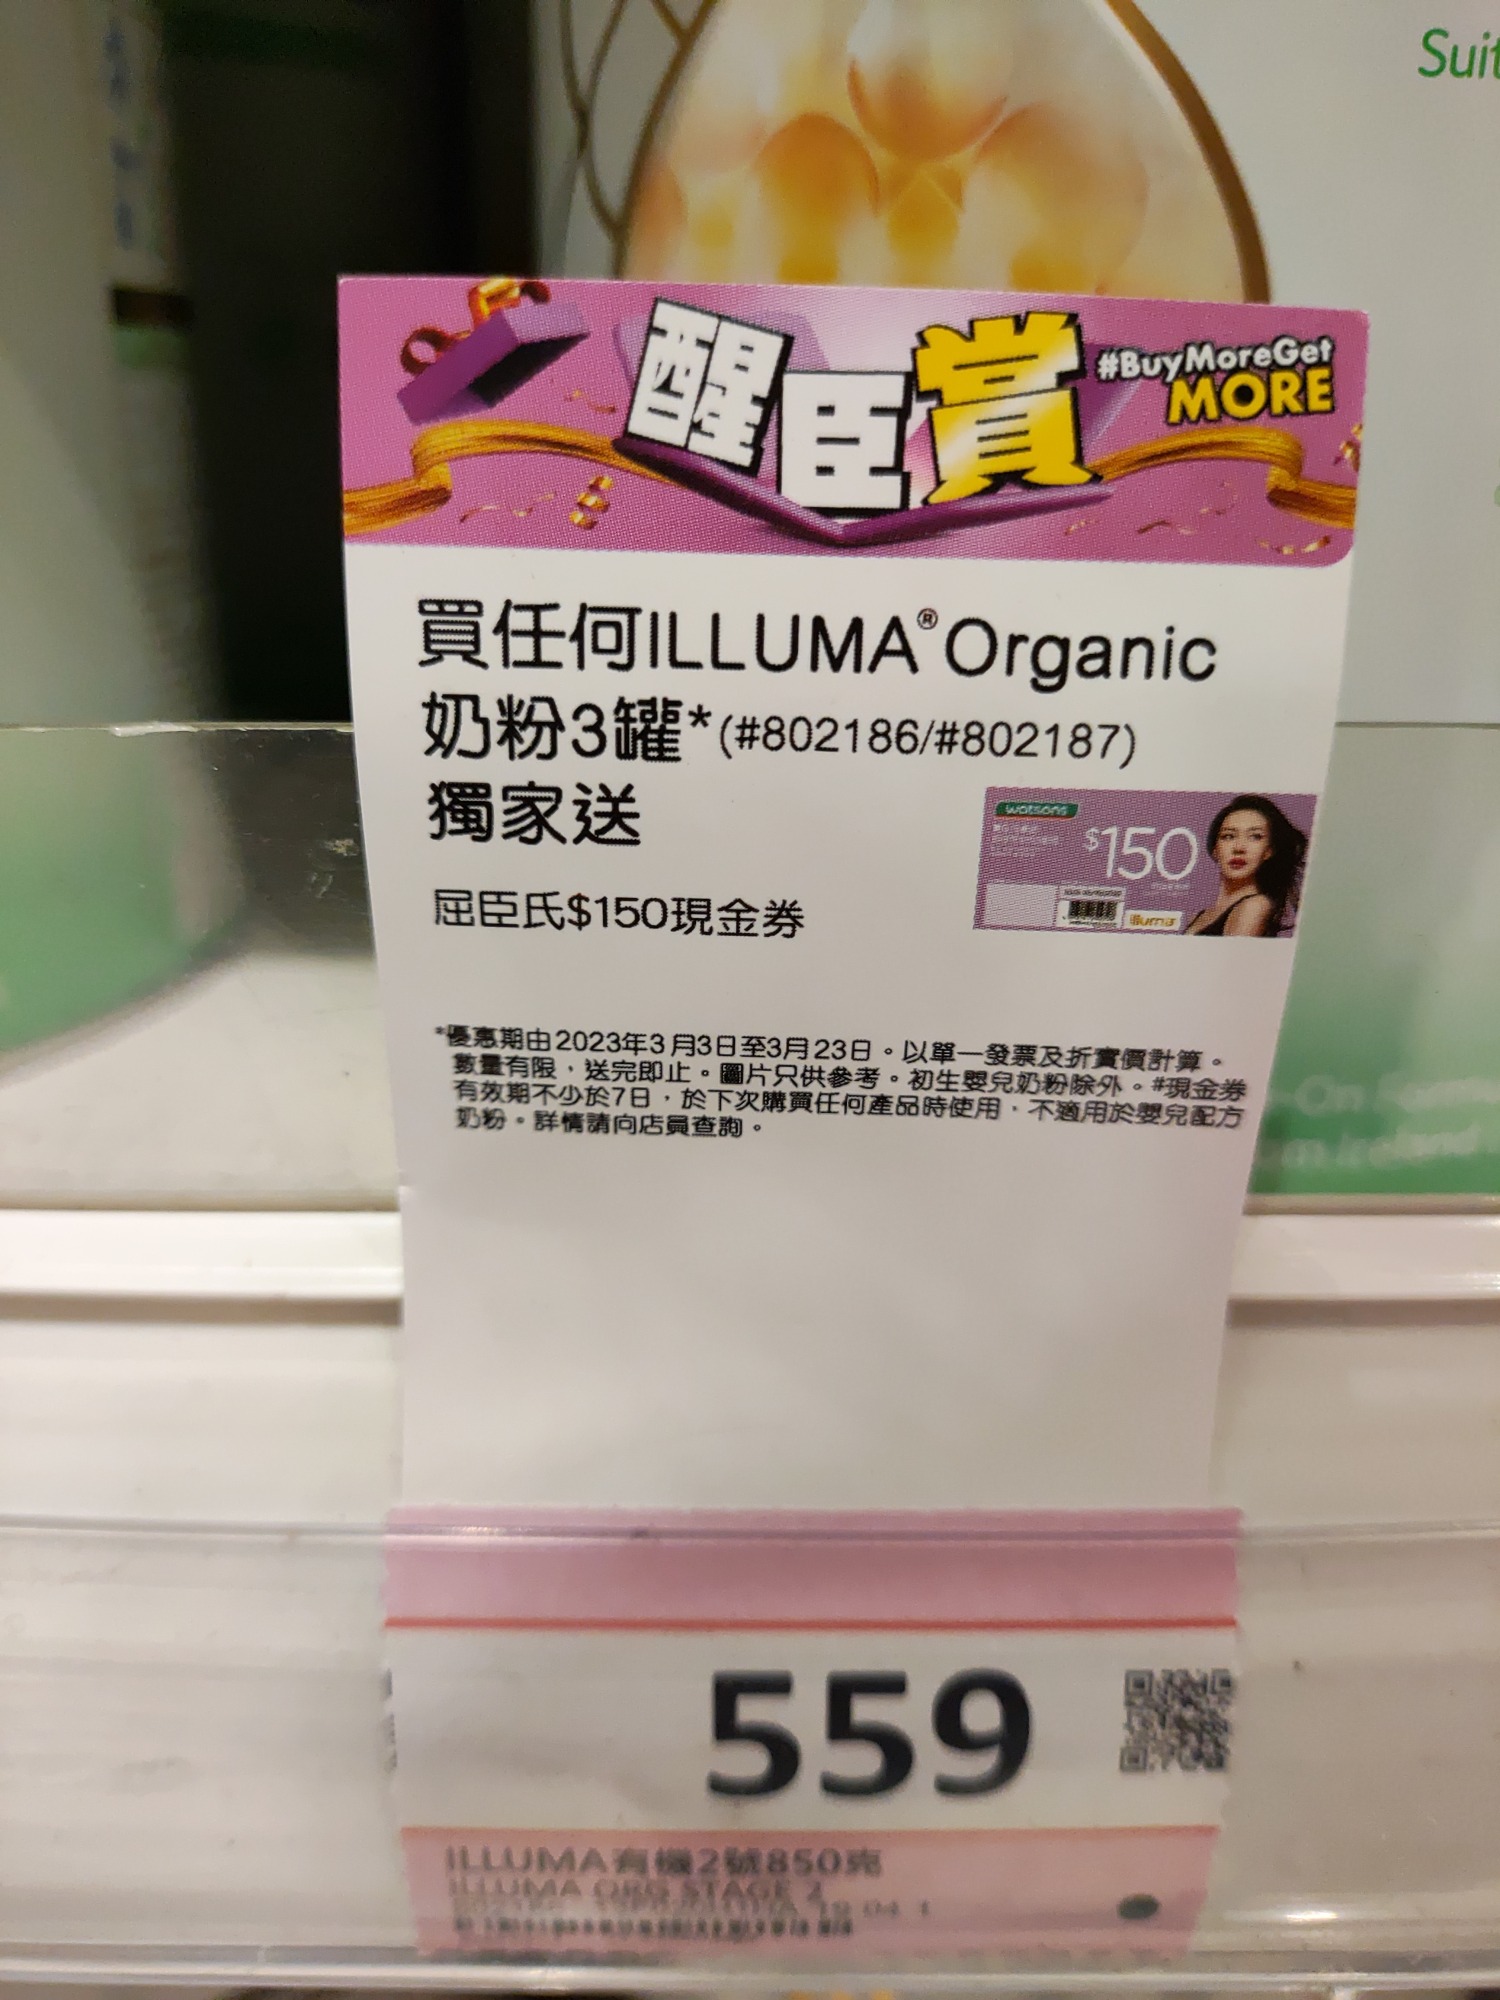 Suit
醒臣賞
#BuyMoreGet
MORE
買任何ILLUMA®Organic
奶粉3罐*(#802186/#802187)
獨家送
watsons
$150
illuma
屈臣氏$150現金券
*優惠期由2023年3月3日至3月23日。以單一發票及折實價計算。
數量有限，送完即止。圖片只供參考。初生嬰兒奶粉除外。#現金券
有效期不少於7日，於下次購買任何產品時使用，不適用於嬰兒配方
奶粉。詳情請向店員查詢。
559
ILLUMA有機2號850克
ILLUMA ORG STAGE 2